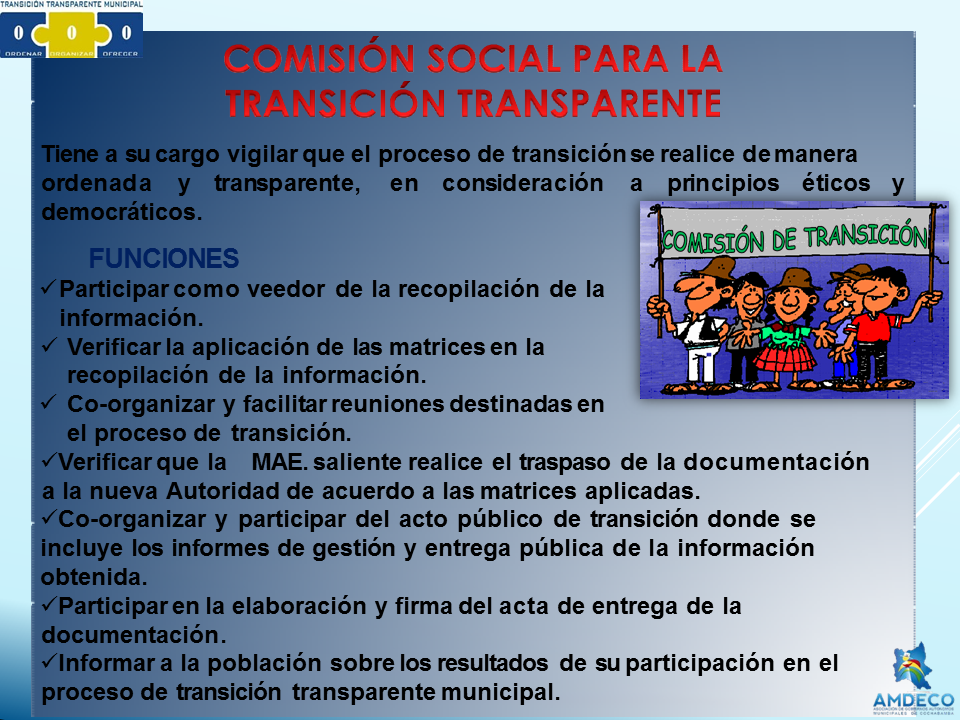 TRANSICIÓN TRANSPARENTE MUNICIPAL
0 0 0
ORDENAR ORGANIZAR OFRECER
COMISIÓN SOCIAL PARA LA
TRANSICIÓN TRANSPARENTE
Tiene a su cargo vigilar que el proceso de transición se realice de manera
ordenada y transparente, en consideración a principios éticos y
democráticos.
COMISIÓN DE TRANSICIÓN
FUNCIONES
✓Participar como veedor de la recopilación de la
información.
✓ Verificar la aplicación de las matrices en la
recopilación de la información.
✓ Co-organizar y facilitar reuniones destinadas en
el proceso de transición.
✓Verificar que la MAE. saliente realice el traspaso de la documentación
a la nueva Autoridad de acuerdo a las matrices aplicadas.
✓Co-organizar y participar del acto público de transición donde se
incluye los informes de gestión y entrega pública de la información
obtenida.
✓Participar en la elaboración y firma del acta de entrega de la
documentación.
✓Informar a la población sobre los resultados de su participación en el
proceso de transición transparente municipal.
AMDECO
ASOCIACIÓN DE GOBIERNOS AUTÓNOMOS
MUNICIPALES DE COCHABAMBA